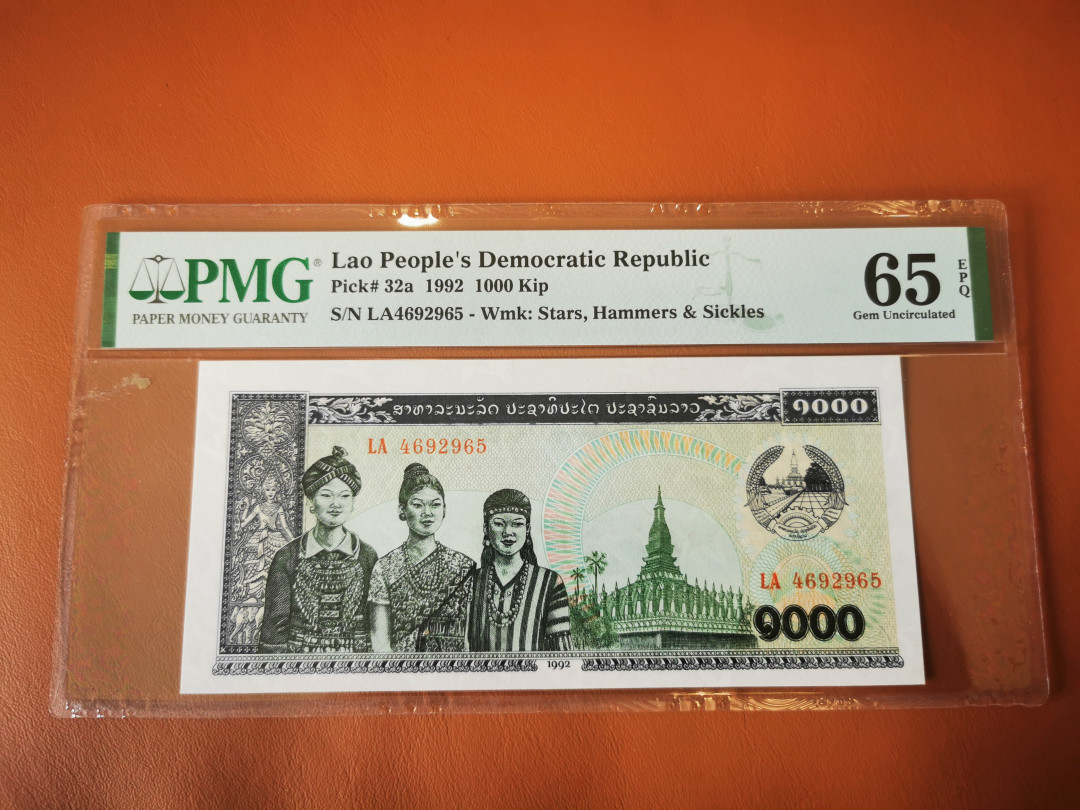 PMG®
PAPER MONEY GUARANTY
Lao People's Democratic Republic
Pick# 32a 1992 1000 Kip
S/N LA4692965 - Wmk: Stars, Hammers & Sickles
65
EPQ
Gem Uncirculated
ສາທາລະນະລັດ ປະຊາທິປະໄຕ ປະຊາຊົນລາວ
໑໐໐໐
LA 4692965
LA 4692965
໑໐໐໐
1992